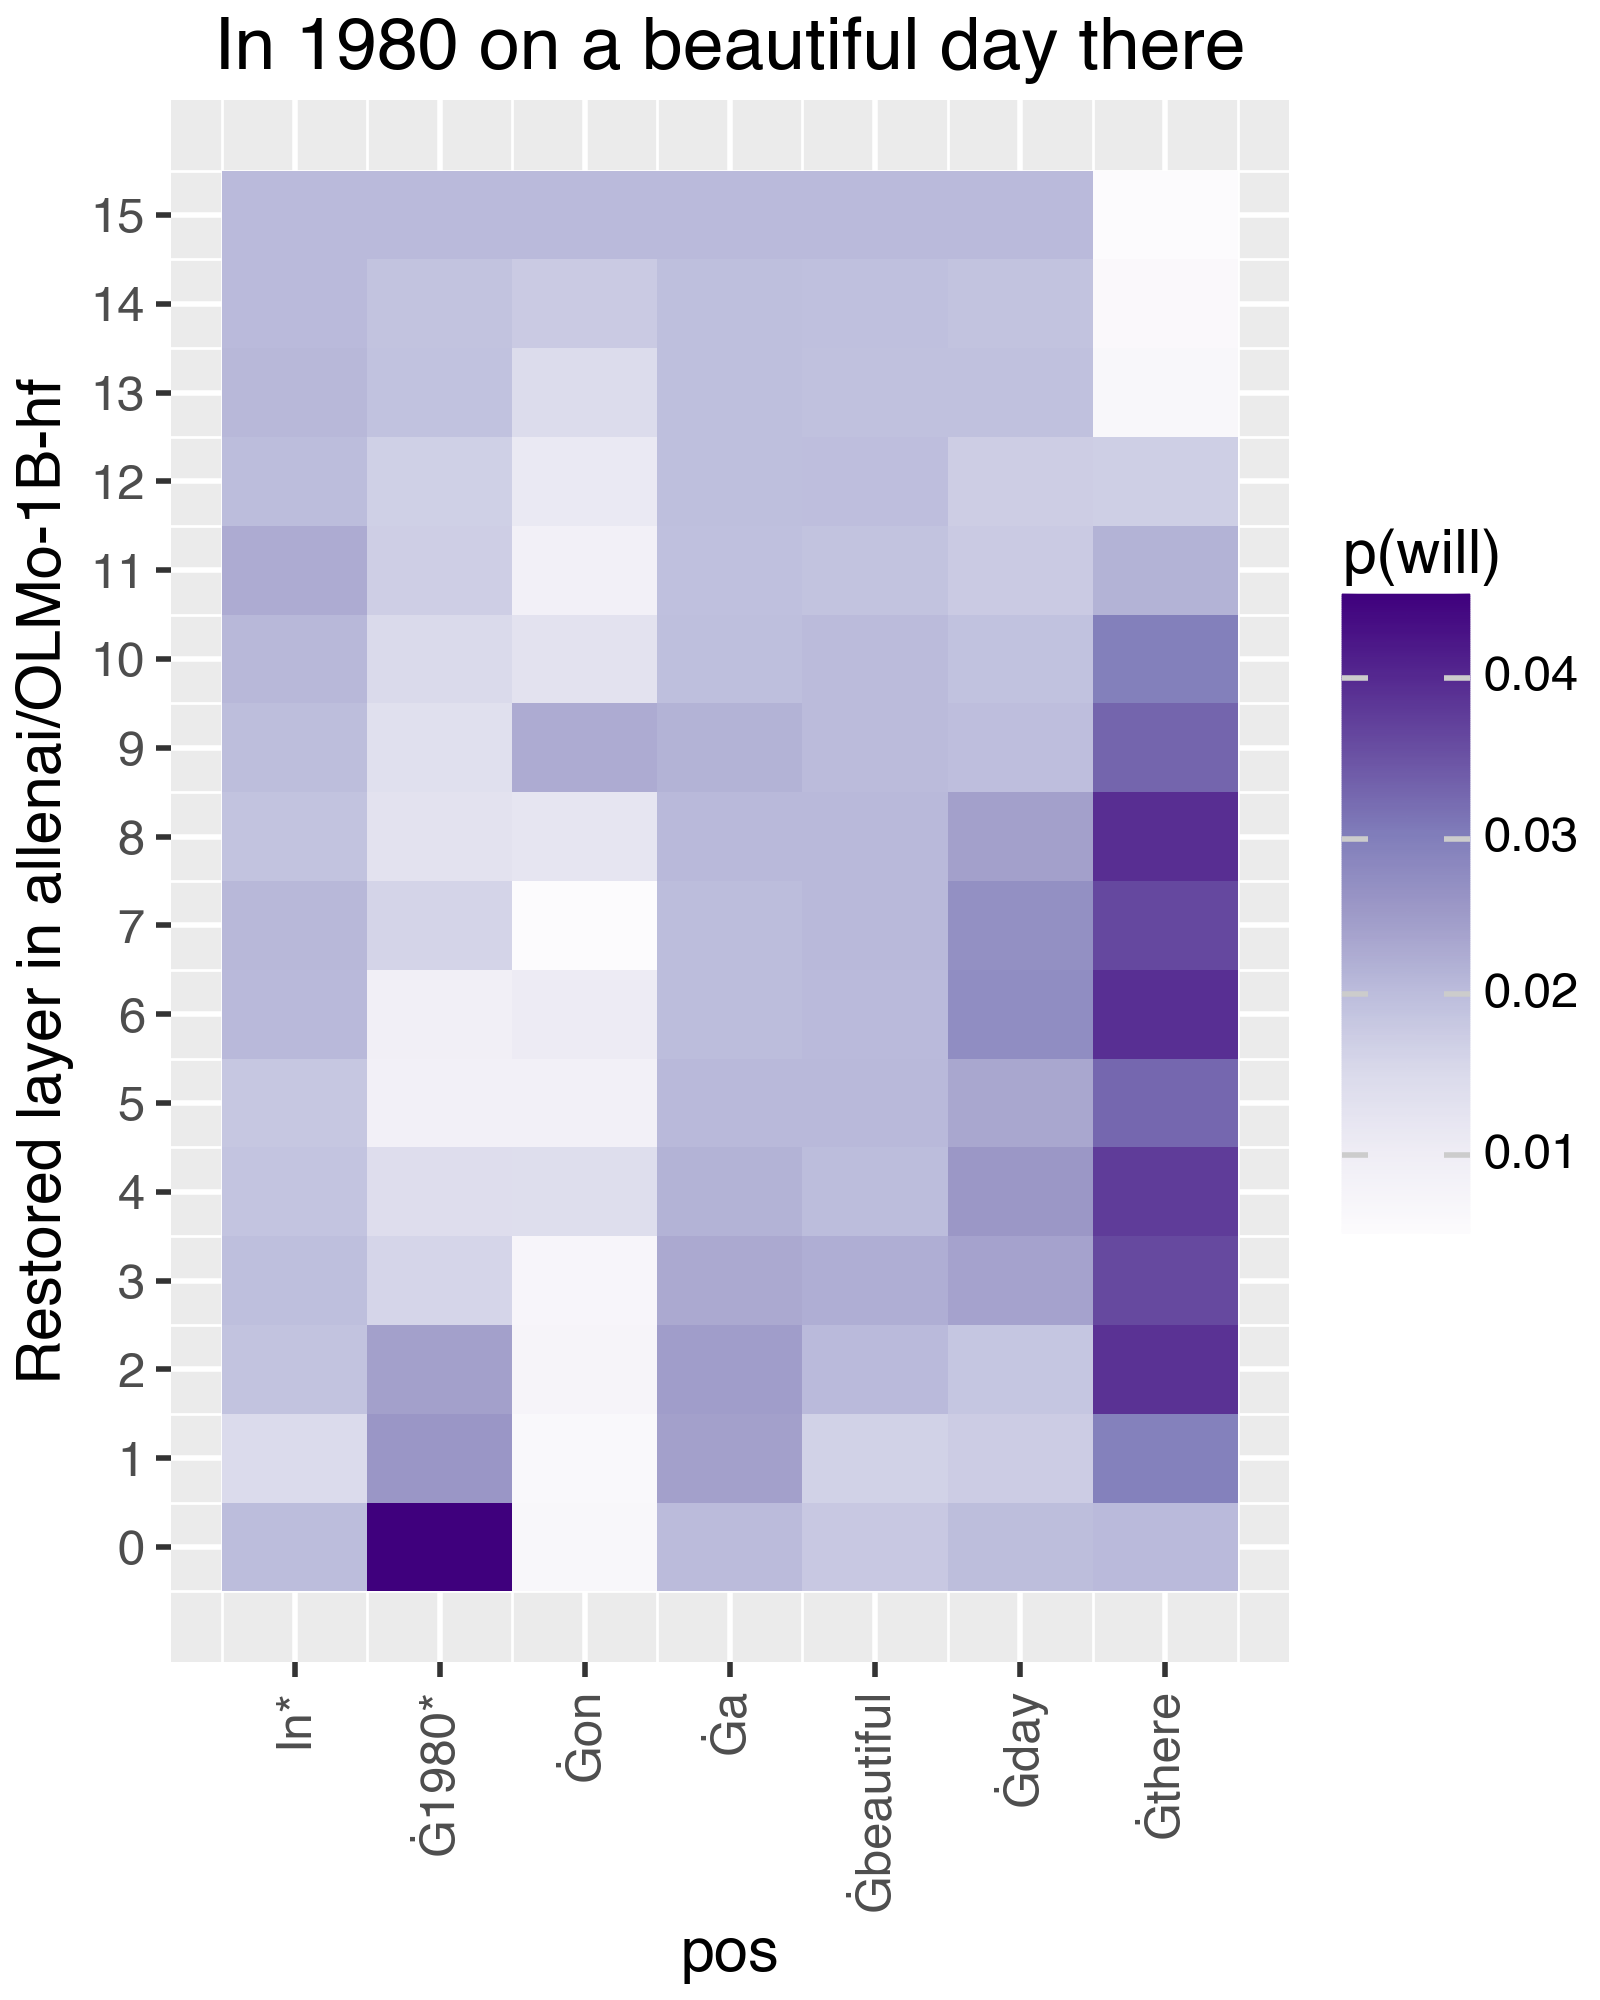 In 1980 on a beautiful day there
Restored layer in allenai/OLMo-1B-hf
15
14
13
12
11
10
9
8
7
6
5
4
3
2
1
0
In*
Ġ1980*
Ġon
Ġa
Ġbeautiful
Ġday
Ġthere
pos
p(will)
0.04
0.03
0.02
0.01